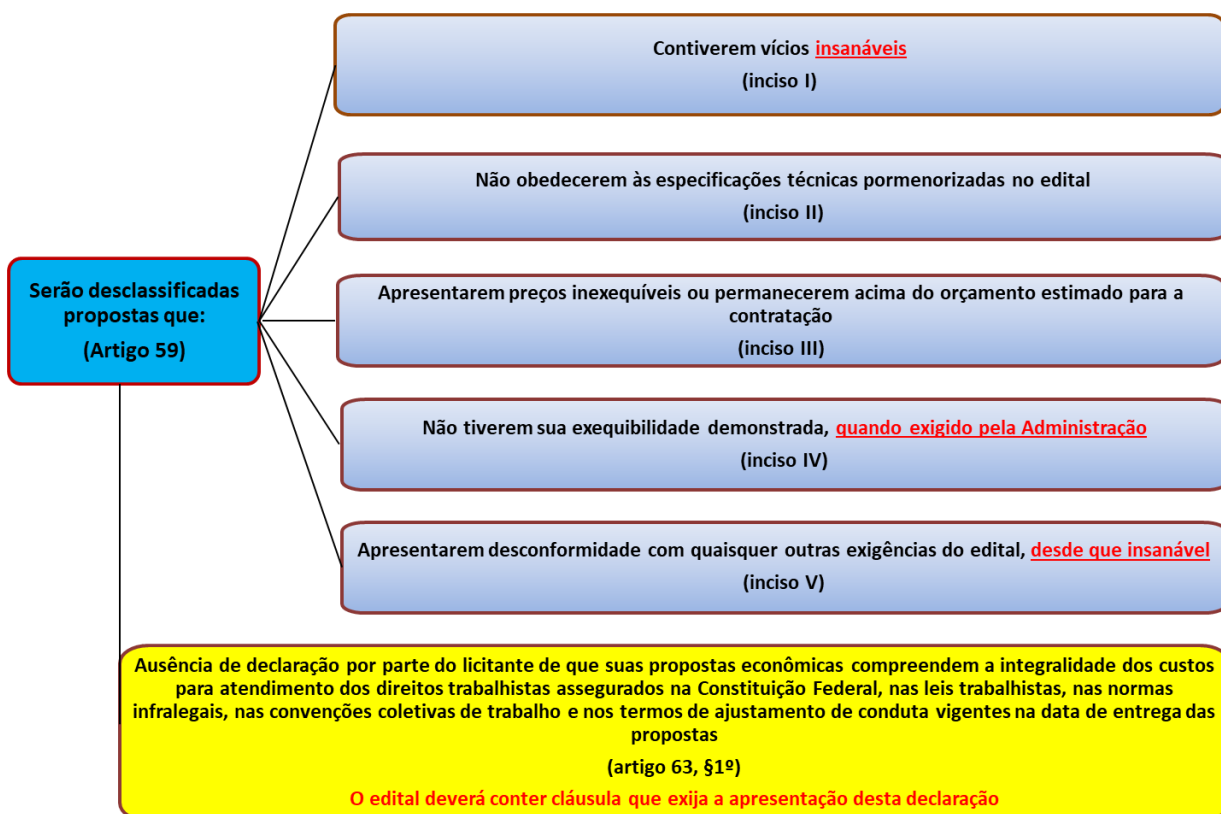 Contiverem vícios insanáveis
(inciso I)
Não obedecerem às especificações técnicas pormenorizadas no edital
(inciso II)
Serão desclassificadas
propostas que:
(Artigo 59)
Apresentarem preços inexequíveis ou permanecerem acima do orçamento estimado para a
contratação
(inciso III)
Não tiverem sua exequibilidade demonstrada, quando exigido pela Administração
(inciso IV)
Apresentarem desconformidade com quaisquer outras exigências do edital, desde que insanável
(inciso V)
Ausência de declaração por parte do licitante de que suas propostas econômicas compreendem a integralidade dos custos
para atendimento dos direitos trabalhistas assegurados na Constituição Federal, nas leis trabalhistas, nas normas
infralegais, nas convenções coletivas de trabalho e nos termos de ajustamento de conduta vigentes na data de entrega das
propostas
(artigo 63, §1º)
O edital deverá conter cláusula que exija a apresentação desta declaração